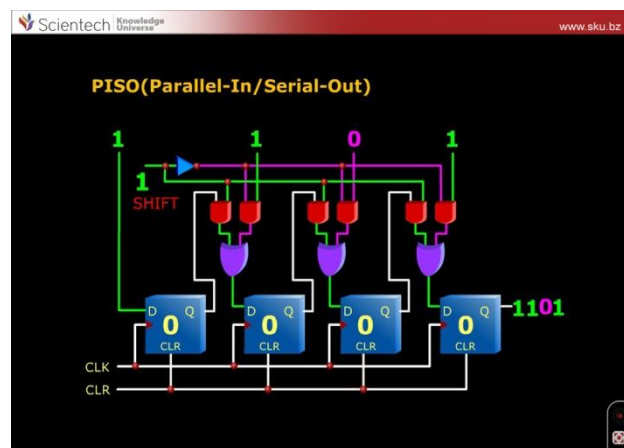 Scientech Knowledge Universe
www.sku.bz
PISO(Parallel-In/Serial-Out)
1 1 0 1
1
SHIFT
D Q D Q D Q D Q
0 0 0 0
1101
CLR CLR CLR CLR
CLK
CLR